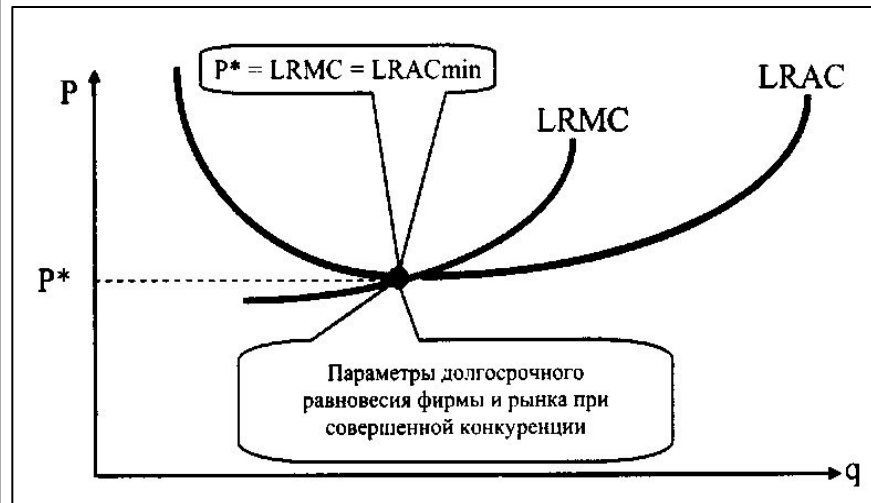 P* = LRMC = LRACmin
P
LRMC
LRAC
P*
Параметры долгосрочного
равновесия фирмы и рынка при
совершенной конкуренции
q